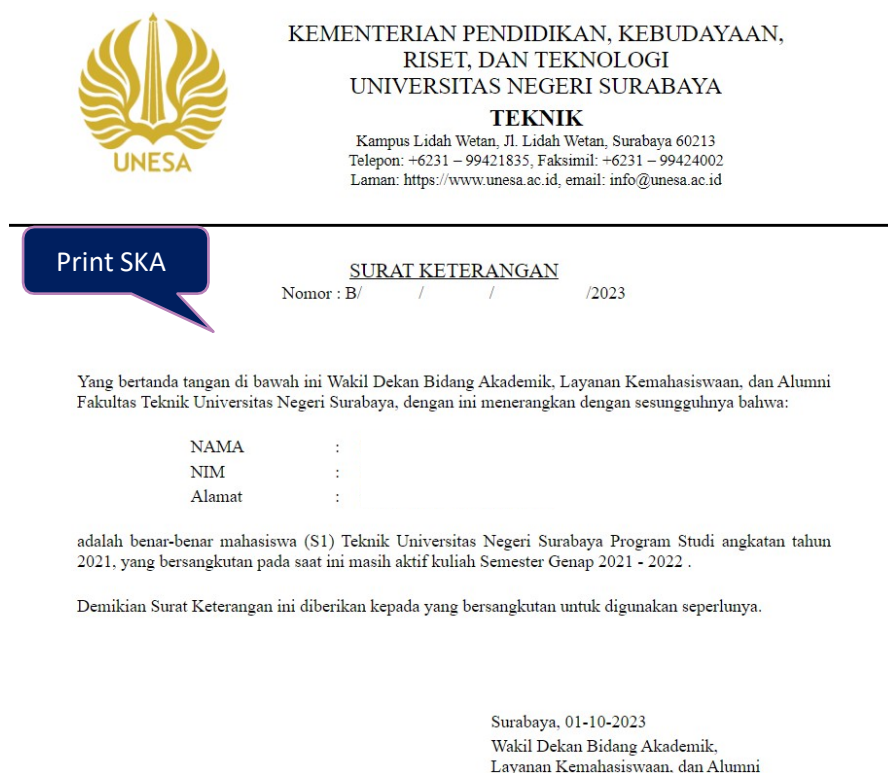 KEMENTERIAN PENDIDIKAN, KEBUDAYAAN,
RISET, DAN TEKNOLOGI
UNIVERSITAS NEGERI SURABAYA
TEKNIK
Kampus Lidah Wetan, Jl. Lidah Wetan, Surabaya 60213
Telepon: +6231 – 99421835, Faksimil: +6231 – 99424002
Laman: https://www.unesa.ac.id, email: info@unesa.ac.id
UNESA
Print SKA
SURAT KETERANGAN
Nomor : B/ / / /2023
Yang bertanda tangan di bawah ini Wakil Dekan Bidang Akademik, Layanan Kemahasiswaan, dan Alumni
Fakultas Teknik Universitas Negeri Surabaya, dengan ini menerangkan dengan sesungguhnya bahwa:
NAMA :
NIM :
Alamat :
adalah benar-benar mahasiswa (S1) Teknik Universitas Negeri Surabaya Program Studi angkatan tahun
2021, yang bersangkutan pada saat ini masih aktif kuliah Semester Genap 2021 - 2022 .
Demikian Surat Keterangan ini diberikan kepada yang bersangkutan untuk digunakan seperlunya.
Surabaya, 01-10-2023
Wakil Dekan Bidang Akademik,
Layanan Kemahasiswaan, dan Alumni